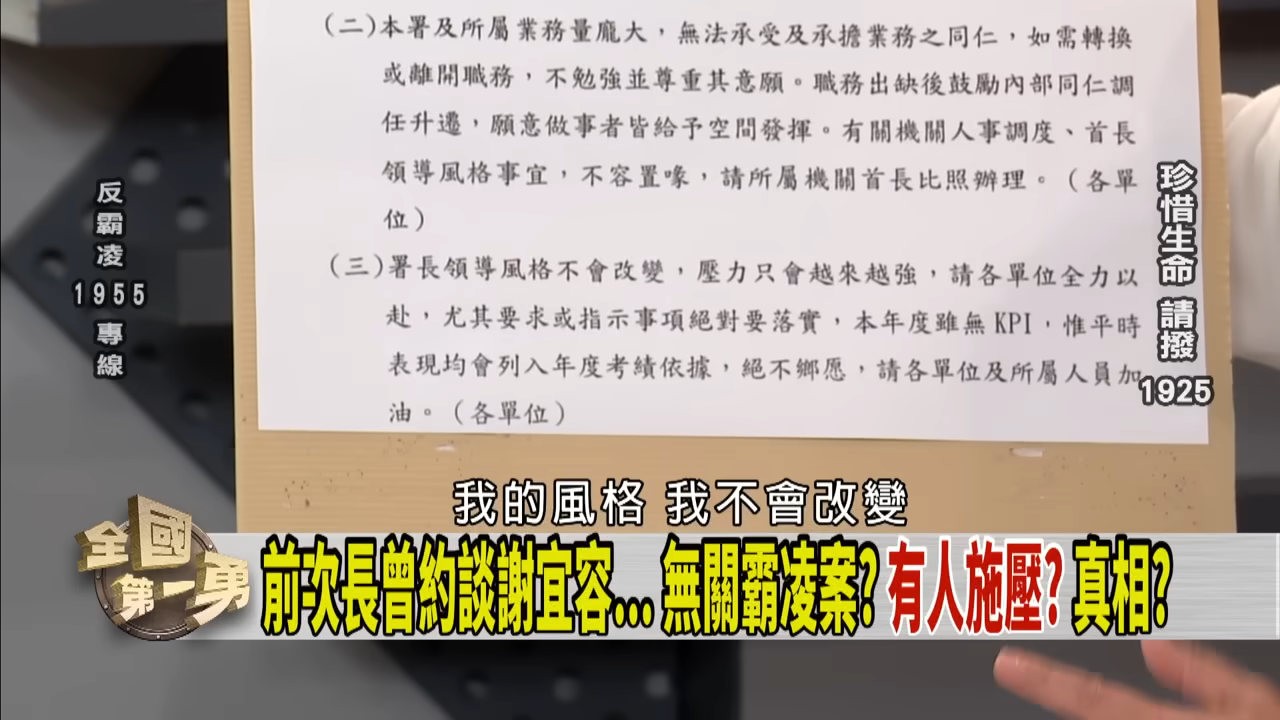 (二)本署及所屬業務量龐大，無法承受及承擔業務之同仁，如需轉換
或離開職務，不勉強並尊重其意願。職務出缺後鼓勵內部同仁調
任升遷，願意做事者皆給予空間發揮。有關機關人事調度、首長
領導風格事宜，不容置喙，請所屬機關首長比照辦理。（各單
位）
(三)署長領導風格不會改變，壓力只會越來越強，請各單位全力以
赴，尤其要求或指示事項絕對要落實，本年度雖無KPI，惟平時
表現均會列入年度考績依據，絕不鄉愿，請各單位及所屬人員加
油。（各單位）
反霸凌
1955
專線
珍惜生命 請撥
1925
我的風格 我不會改變
全國
第一勇
前次長曾約談謝宜容... 無關霸凌案? 有人施壓? 真相?